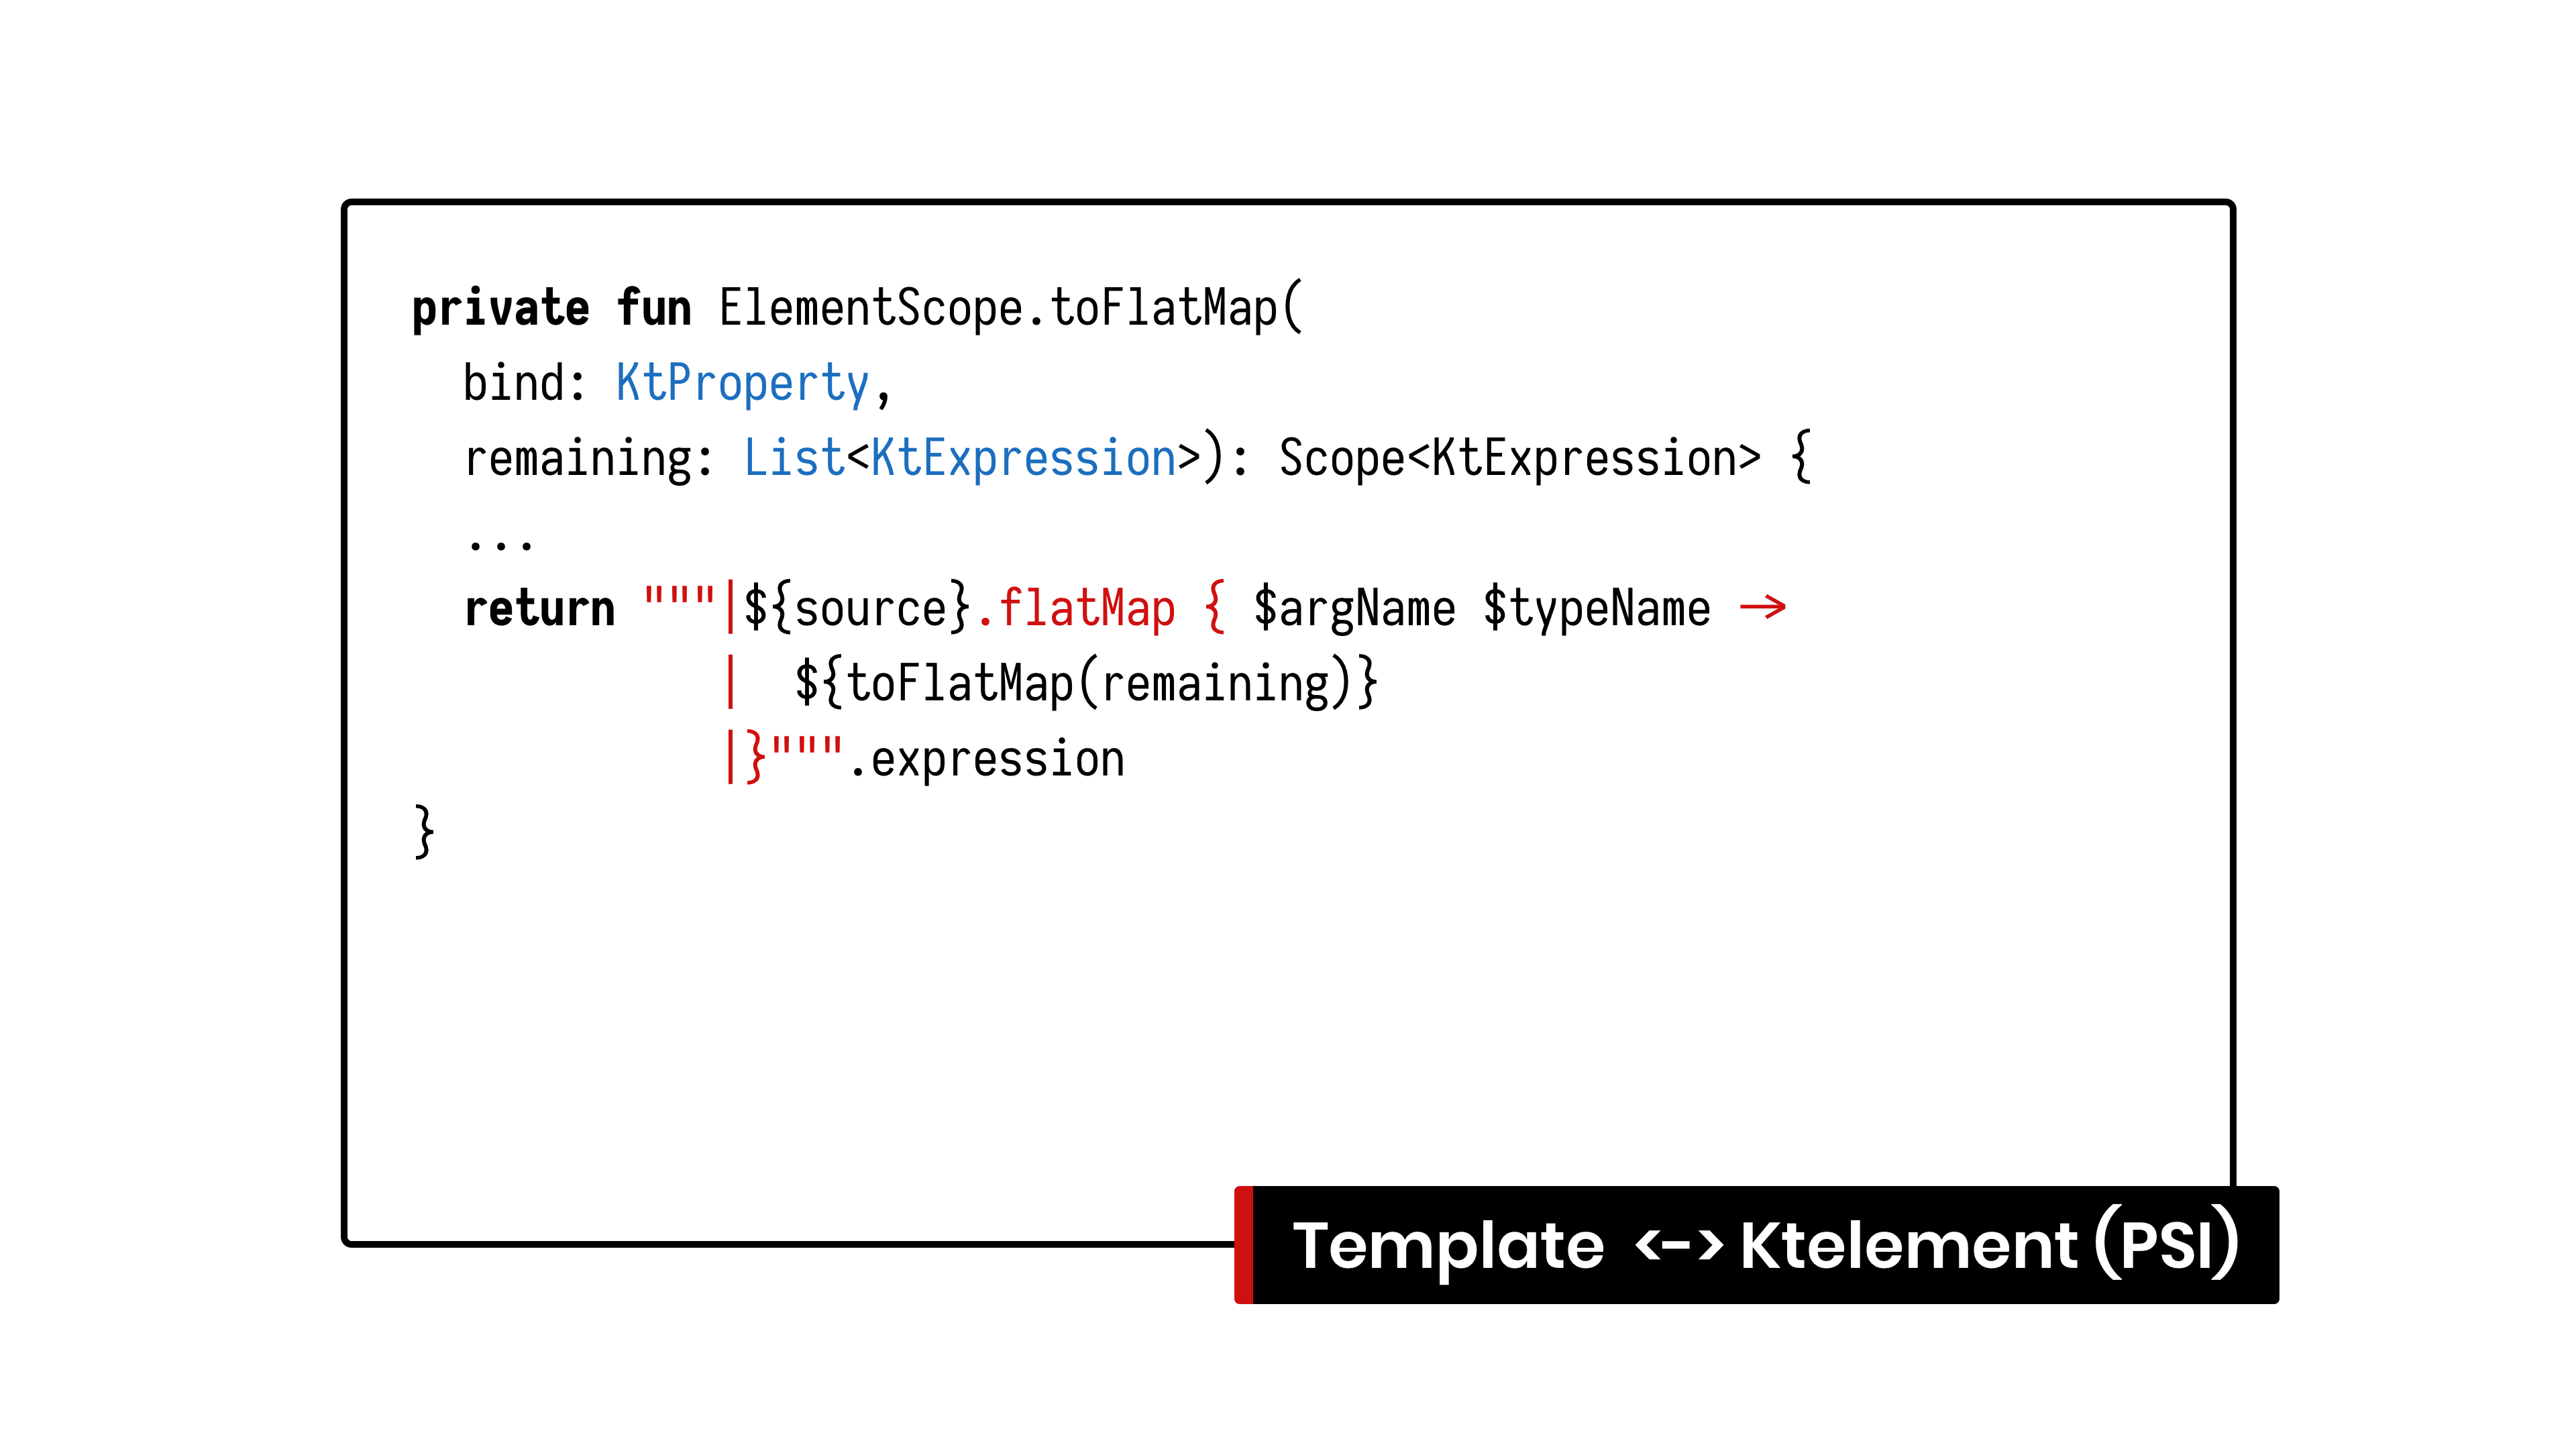 private fun ElementScope.toFlatMap(
  bind: KtProperty,
  remaining: List<KtExpression>): Scope<KtExpression> {
  ...
  return """|${source}.flatMap { $argName $typeName ->
            |  ${toFlatMap(remaining)}
            |}""".expression
}
Template <-> Ktelement (PSI)